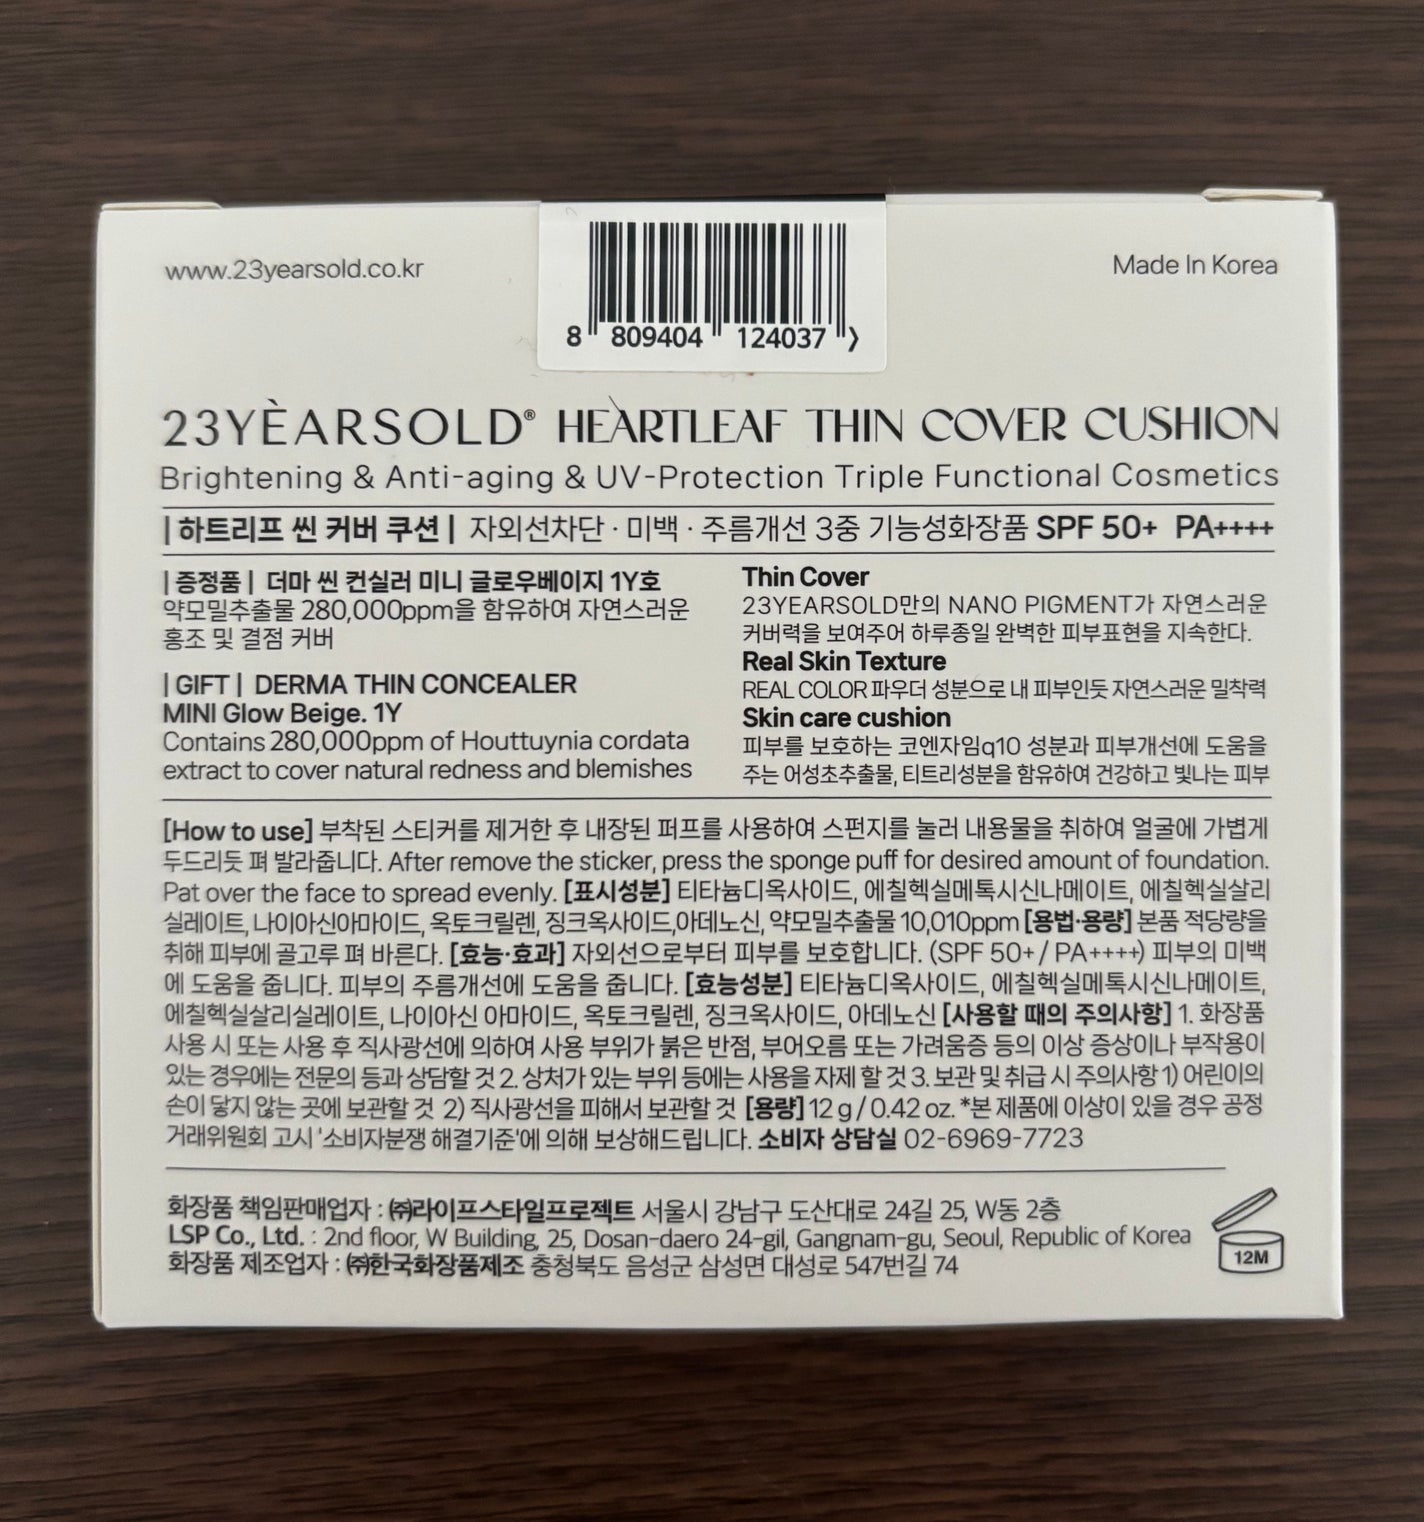 www.23yearsold.co.kr
Made In Korea
8 809404 124037 >
23YÈARSOLD® HEARTLEAF THIN COVER CUSHION
Brightening & Anti-aging & UV-Protection Triple Functional Cosmetics
| 하트리프 씬 커버 쿠션 | 자외선차단 · 미백 · 주름개선 3중 기능성화장품 SPF 50+ PA++++
| 증정품 | 더마 씬 컨실러 미니 글로우베이지 1Y호
약모밀추출물 280,000ppm을 함유하여 자연스러운
홍조 및 결점 커버
| GIFT | DERMA THIN CONCEALER
MINI Glow Beige. 1Y
Contains 280,000ppm of Houttuynia cordata
extract to cover natural redness and blemishes
Thin Cover
23YEARSOLD만의 NANO PIGMENT가 자연스러운
커버력을 보여주어 하루종일 완벽한 피부표현을 지속한다.
Real Skin Texture
REAL COLOR 파우더 성분으로 내 피부인듯 자연스러운 밀착력
Skin care cushion
피부를 보호하는 코엔자임q10 성분과 피부개선에 도움을
주는 어성초추출물, 티트리성분을 함유하여 건강하고 빛나는 피부
[How to use] 부착된 스티커를 제거한 후 내장된 퍼프를 사용하여 스펀지를 눌러 내용물을 취하여 얼굴에 가볍게
두드리듯 펴 발라줍니다. After remove the sticker, press the sponge puff for desired amount of foundation.
Pat over the face to spread evenly. [표시성분] 티타늄디옥사이드, 에칠헥실메톡시신나메이트, 에칠헥실살리
실레이트, 나이아신아마이드, 옥토크릴렌, 징크옥사이드,아데노신, 약모밀추출물 10,010ppm [용법·용량] 본품 적당량을
취해 피부에 골고루 펴 바른다. [효능·효과] 자외선으로부터 피부를 보호합니다. (SPF 50+ / PA++++) 피부의 미백
에 도움을 줍니다. 피부의 주름개선에 도움을 줍니다. [효능성분] 티타늄디옥사이드, 에칠헥실메톡시신나메이트,
에칠헥실살리실레이트, 나이아신 아마이드, 옥토크릴렌, 징크옥사이드, 아데노신 [사용할 때의 주의사항] 1. 화장품
사용 시 또는 사용 후 직사광선에 의하여 사용 부위가 붉은 반점, 부어오름 또는 가려움증 등의 이상 증상이나 부작용이
있는 경우에는 전문의 등과 상담할 것 2. 상처가 있는 부위 등에는 사용을 자제 할 것 3. 보관 및 취급 시 주의사항 1) 어린이의
손이 닿지 않는 곳에 보관할 것 2) 직사광선을 피해서 보관할 것 [용량] 12 g / 0.42 oz. *본 제품에 이상이 있을 경우 공정
거래위원회 고시 '소비자분쟁 해결기준'에 의해 보상해드립니다. 소비자 상담실 02-6969-7723
화장품 책임판매업자 : ㈜라이프스타일프로젝트 서울시 강남구 도산대로 24길 25, W동 2층
LSP Co., Ltd. : 2nd floor, W Building, 25, Dosan-daero 24-gil, Gangnam-gu, Seoul, Republic of Korea
화장품 제조업자 : ㈜한국화장품제조 충청북도 음성군 삼성면 대성로 547번길 74
12M